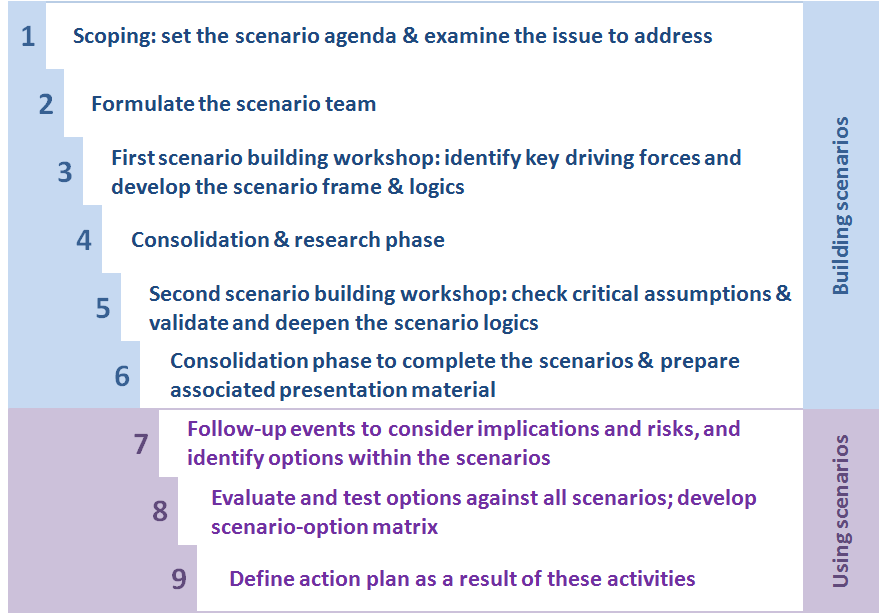 1
Scoping: set the scenario agenda & examine the issue to address
2
Formulate the scenario team
3
First scenario building workshop: identify key driving forces and
develop the scenario frame & logics
4
Consolidation & research phase
5
Second scenario building workshop: check critical assumptions &
validate and deepen the scenario logics
6
Consolidation phase to complete the scenarios & prepare
associated presentation material
Building scenarios
7
Follow-up events to consider implications and risks, and
identify options within the scenarios
8
Evaluate and test options against all scenarios; develop
scenario-option matrix
9
Define action plan as a result of these activities
Using scenarios